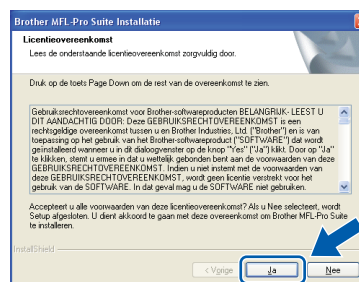 Brother MFL-Pro Suite Installatie
Licentieovereenkomst
Lees de onderstaande licentieovereenkomst zorgvuldig door.
Druk op de toets Page Down om de rest van de overeenkomst te zien.
Gebruiksrechtovereenkomst voor Brother-softwareproducten BELANGRIJK- LEEST U
DIT AANDACHTIG DOOR: Deze GEBRUIKSRECHTOVEREENKOMST is een
rechtsgeldige overeenkomst tussen u en Brother Industries, Ltd. ("Brother") en is van
toepassing op het gebruik van het Brother-softwareproduct ("SOFTWARE") dat wordt
geïnstalleerd wanneer u in dit dialoogvenster op de knop "Yes" ("Ja") klikt. Door op "Ja"
te klikken, stemt u ermee in dat u wettelijk gebonden bent aan de voorwaarden van deze
GEBRUIKSRECHTOVEREENKOMST. Indien u niet instemt met de voorwaarden van
deze GEBRUIKSRECHTOVEREENKOMST, wordt geen licentie verstrekt voor het
gebruik van de SOFTWARE. In dat geval mag u de SOFTWARE niet gebruiken.
Accepteert u alle voorwaarden van deze licentieovereenkomst? Als u Nee selecteert, wordt
Setup afgesloten. U dient akkoord te gaan met deze overeenkomst om Brother MFL-Pro Suite
te installeren.
InstallShield
< Vorige
Ja
Nee